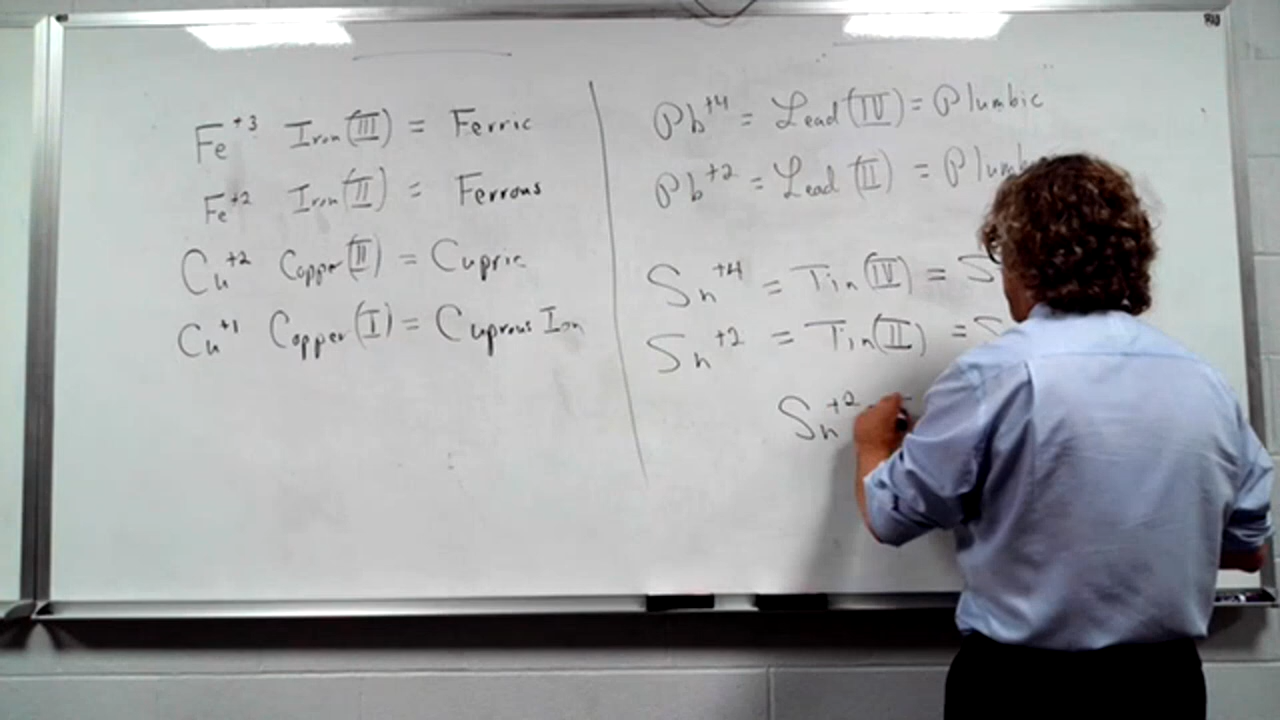 Fe+3 Iron(III) = Ferric
Fe+2 Iron(II) = Ferrous
Cu+2 Copper(II) = Cupric
Cu+1 Copper(I) = Cuprous Ion
Pb+4 = Lead(IV) = Plumbic
Pb+2 = Lead(II) =
Sn+4 = Tin(IV) = S
Sn+2 = Tin(II) = S
Sn+2